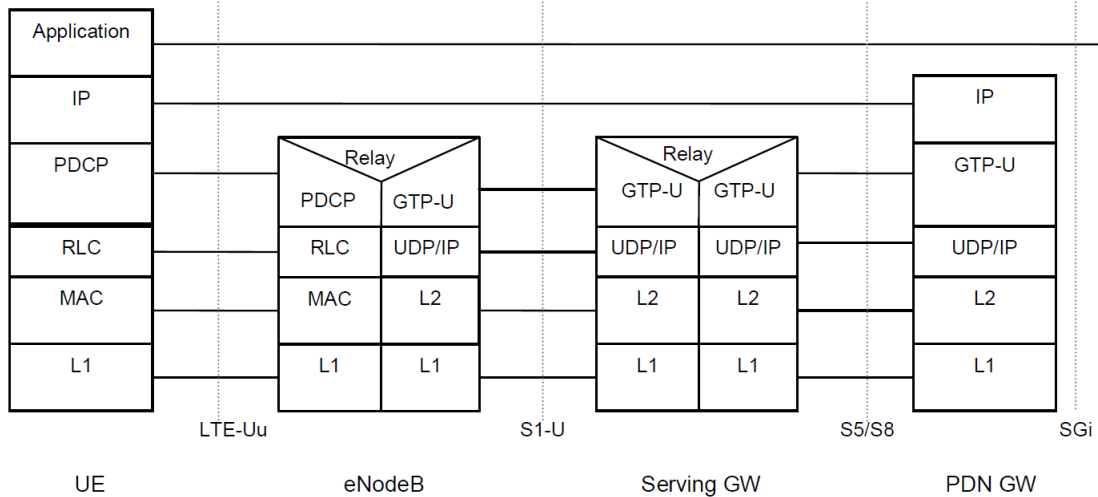 Application
IP
IP
Relay
Relay
PDCP
GTP-U
PDCP
GTP-U
GTP-U
GTP-U
RLC
RLC
UDP/IP
UDP/IP
UDP/IP
UDP/IP
MAC
MAC
L2
L2
L2
L2
L1
L1
L1
L1
L1
L1
LTE-Uu
S1-U
S5/S8
SGi
UE
eNodeB
Serving GW
PDN GW